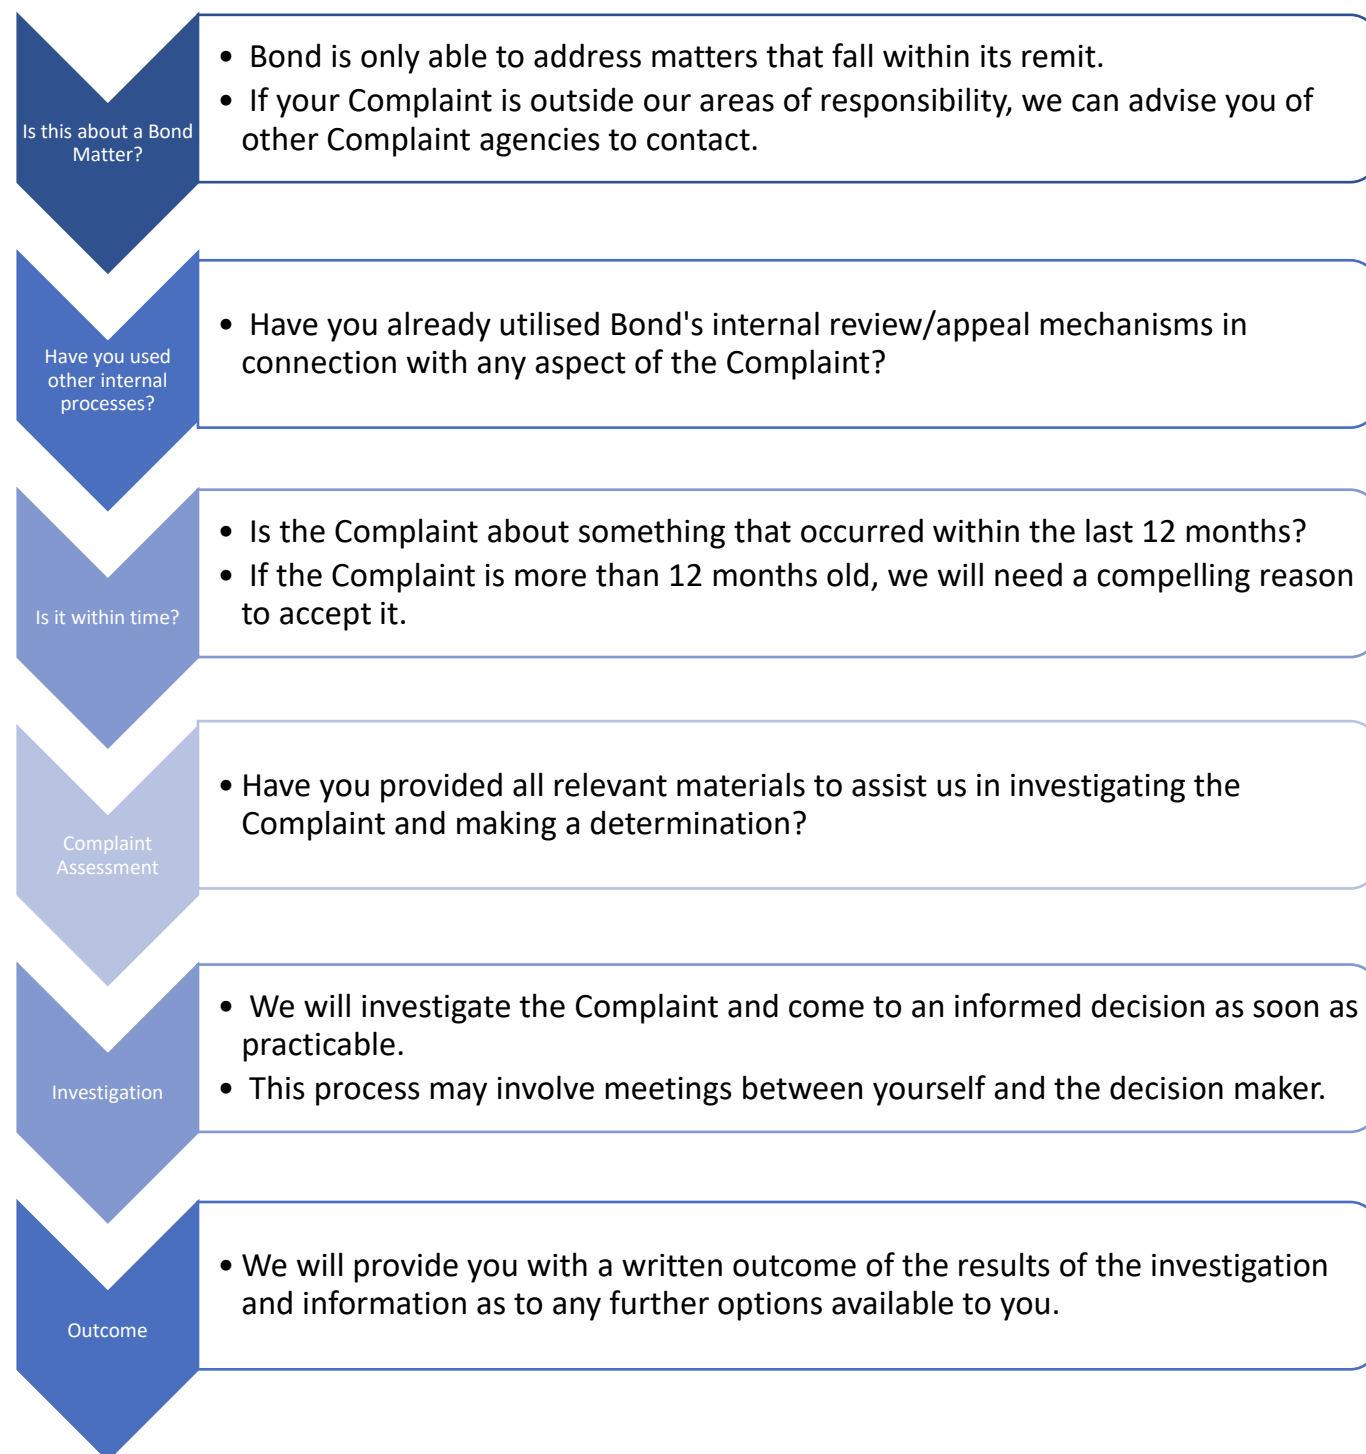 Is this about a Bond
Matter?
• Bond is only able to address matters that fall within its remit.
• If your Complaint is outside our areas of responsibility, we can advise you of
other Complaint agencies to contact.
Have you used
other internal
processes?
• Have you already utilised Bond's internal review/appeal mechanisms in
connection with any aspect of the Complaint?
Is it within time?
• Is the Complaint about something that occurred within the last 12 months?
• If the Complaint is more than 12 months old, we will need a compelling reason
to accept it.
Complaint
Assessment
• Have you provided all relevant materials to assist us in investigating the
Complaint and making a determination?
Investigation
• We will investigate the Complaint and come to an informed decision as soon as
practicable.
• This process may involve meetings between yourself and the decision maker.
Outcome
• We will provide you with a written outcome of the results of the investigation
and information as to any further options available to you.